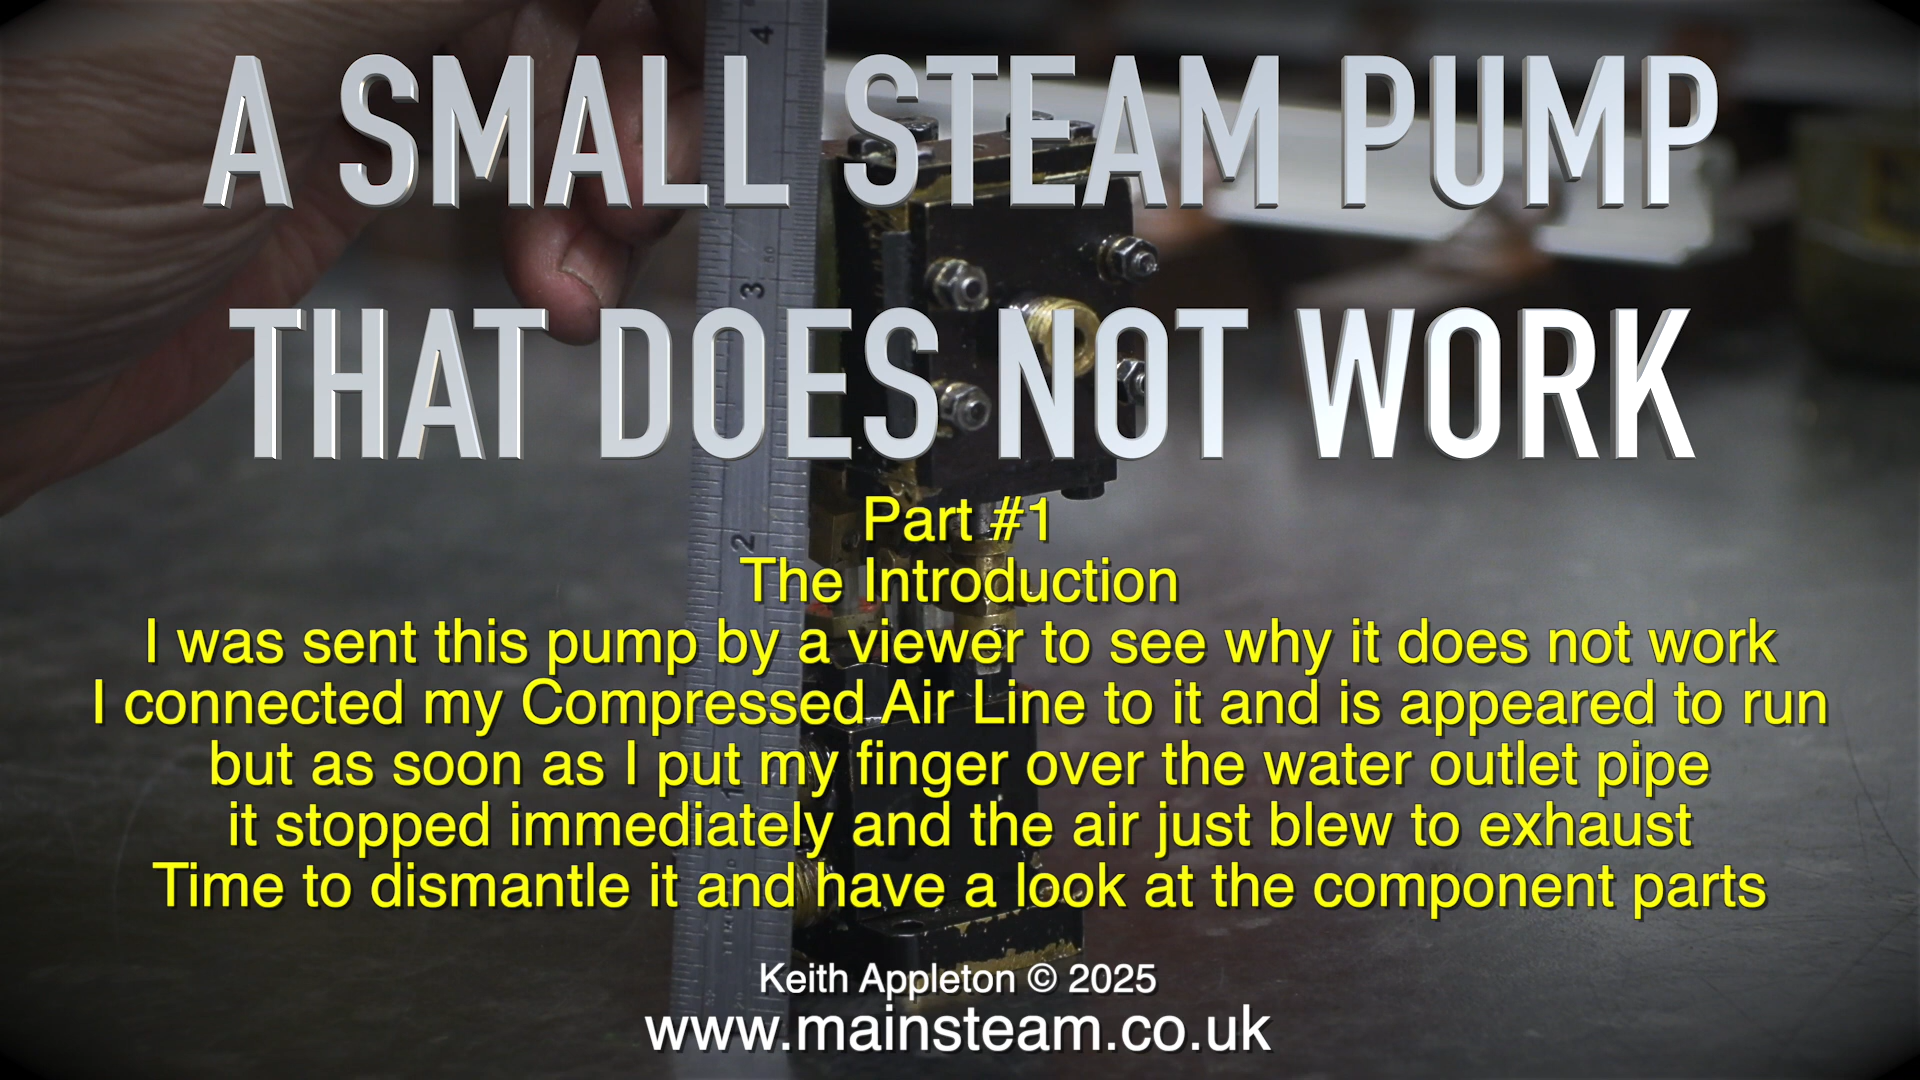 A SMALL STEAM PUMP
THAT DOES NOT WORK
Part #1
The Introduction
I was sent this pump by a viewer to see why it does not work
I connected my Compressed Air Line to it and is appeared to run
but as soon as I put my finger over the water outlet pipe
it stopped immediately and the air just blew to exhaust
Time to dismantle it and have a look at the component parts
Keith Appleton © 2025
www.mainsteam.co.uk
4
3
2
1